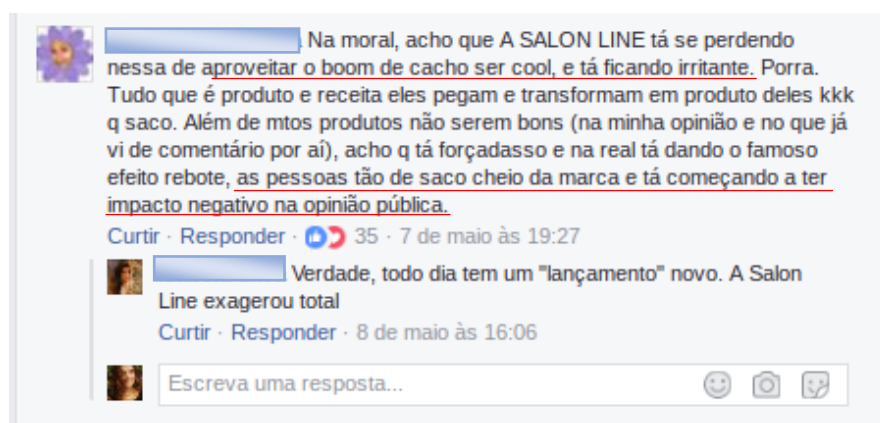 Na moral, acho que A SALON LINE tá se perdendo
nessa de aproveitar o boom de cacho ser cool, e tá ficando irritante. Porra.
Tudo que é produto e receita eles pegam e transformam em produto deles kkk
q saco. Além de mtos produtos não serem bons (na minha opinião e no que já
vi de comentário por aí), acho q tá forçadasso e na real tá dando o famoso
efeito rebote, as pessoas tão de saco cheio da marca e tá começando a ter
impacto negativo na opinião pública.
Curtir · Responder · 35 · 7 de maio às 19:27
Verdade, todo dia tem um "lançamento" novo. A Salon
Line exagerou total
Curtir · Responder · 8 de maio às 16:06
Escreva uma resposta...